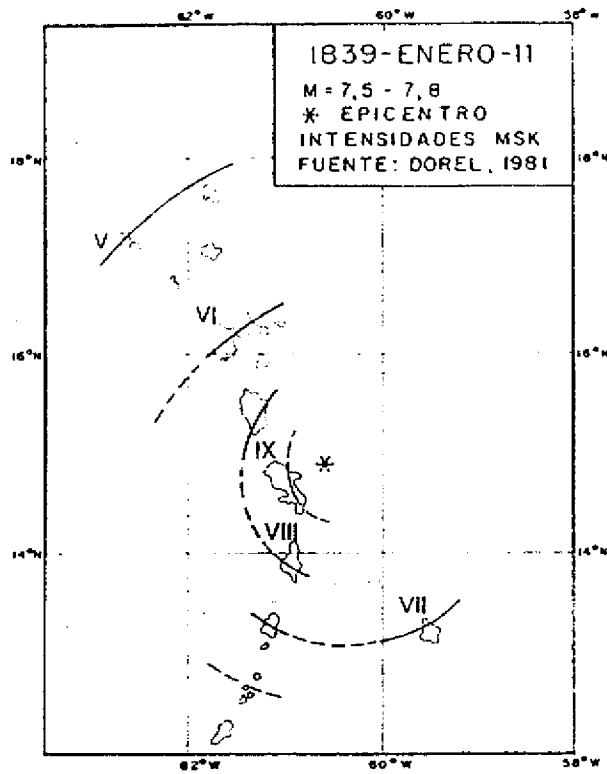 62°W 60°W 58°W
1839-ENERO-11
M = 7,5 - 7,8
* EPICENTRO
INTENSIDADES MSK
FUENTE: DOREL, 1981
18°N 18°N
V
VI
16°N 16°N
IX
VIII
14°N 14°N
VII
62°W 60°W 58°W